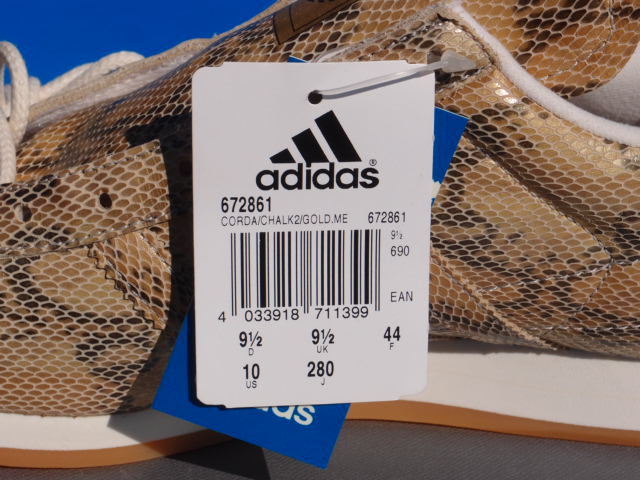 adidas®
672861
CORDA/CHALK2/GOLD.ME 672861
9½
690
EAN
4 033918 711399
9½ 9½ 44
D UK F
10 280
US J
adidas